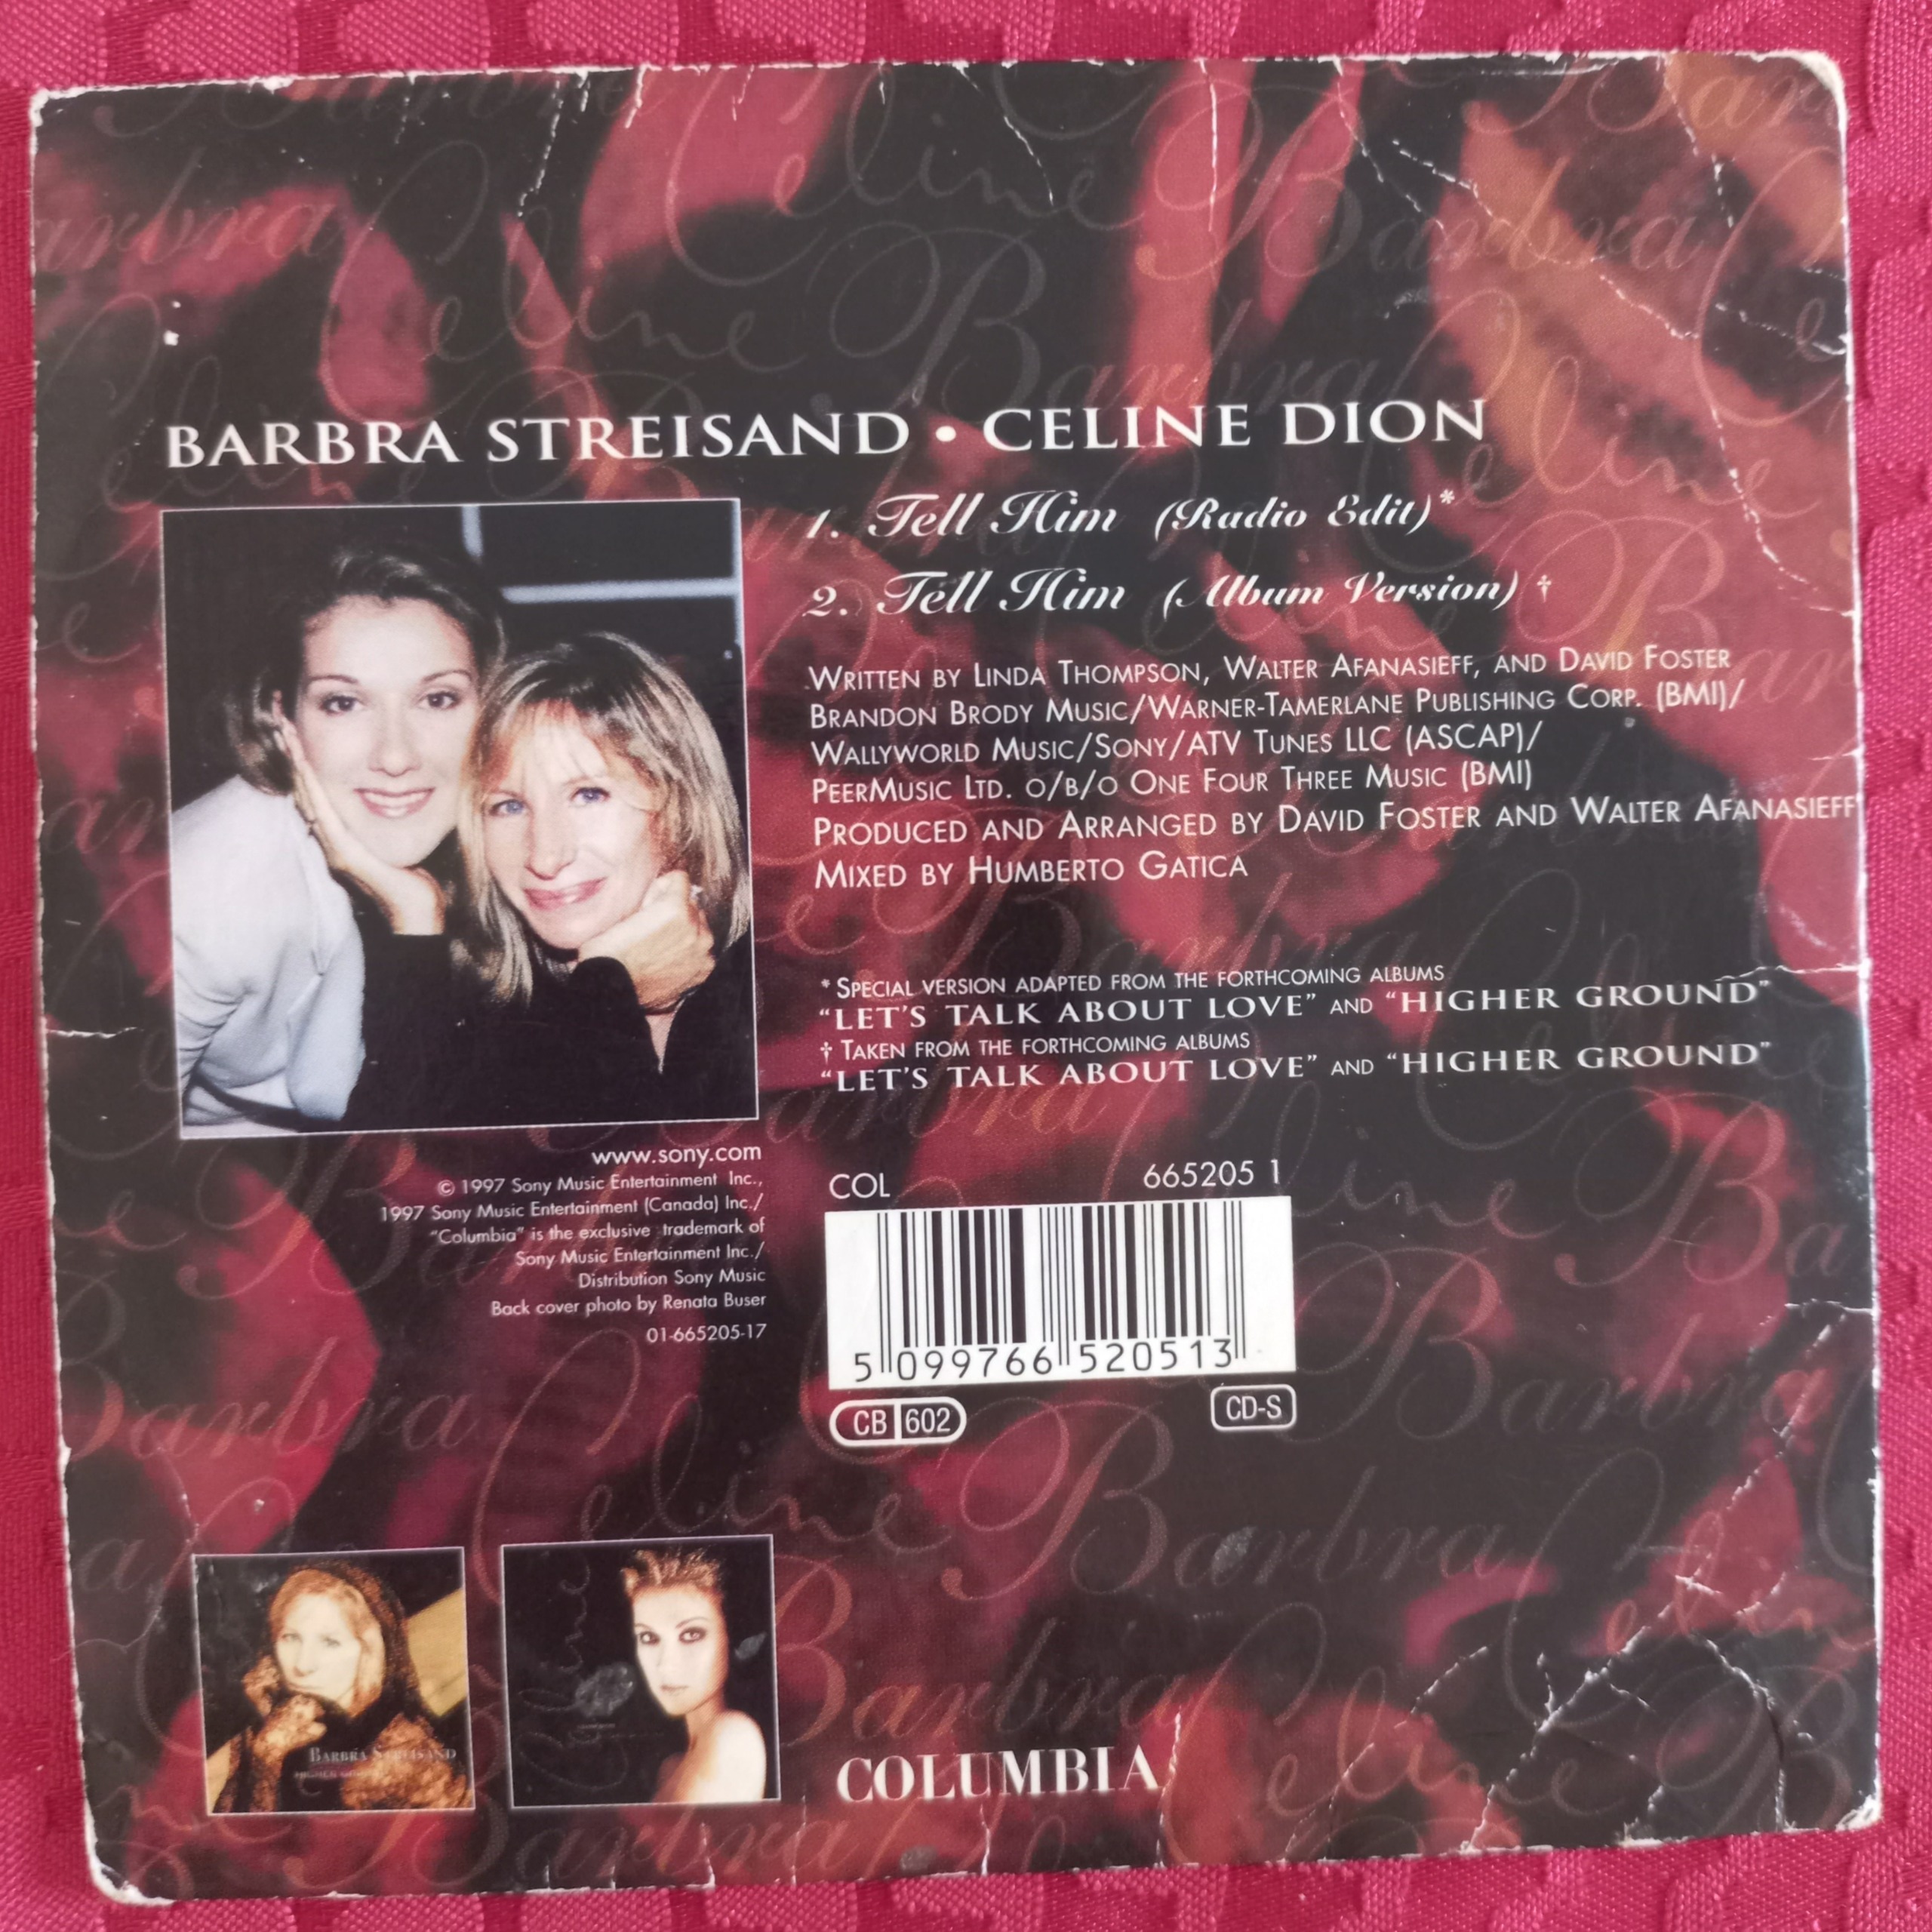 BARBRA STREISAND • CELINE DION
1. Tell Him (Radio Edit)*
2. Tell Him (Album Version) †
WRITTEN BY LINDA THOMPSON, WALTER AFANASIEFF, AND DAVID FOSTER
BRANDON BRODY MUSIC/WARNER-TAMERLANE PUBLISHING CORP. (BMI)/
WALLYWORLD MUSIC/SONY/ATV TUNES LLC (ASCAP)/
PEERMUSIC LTD. O/B/O ONE FOUR THREE MUSIC (BMI)
PRODUCED AND ARRANGED BY DAVID FOSTER AND WALTER AFANASIEFF
MIXED BY HUMBERTO GATICA
* SPECIAL VERSION ADAPTED FROM THE FORTHCOMING ALBUMS
“LET'S TALK ABOUT LOVE” AND “HIGHER GROUND”
† TAKEN FROM THE FORTHCOMING ALBUMS
“LET'S TALK ABOUT LOVE” AND “HIGHER GROUND”
www.sony.com
© 1997 Sony Music Entertainment Inc.,
1997 Sony Music Entertainment (Canada) Inc./
“Columbia” is the exclusive trademark of
Sony Music Entertainment Inc./
Distribution Sony Music
Back cover photo by Renata Buser
01-665205-17
COL 665205 1
5 099766 520513
CB 602
CD-S
BARBRA STREISAND
HIGHER GROUND
Celine
COLUMBIA